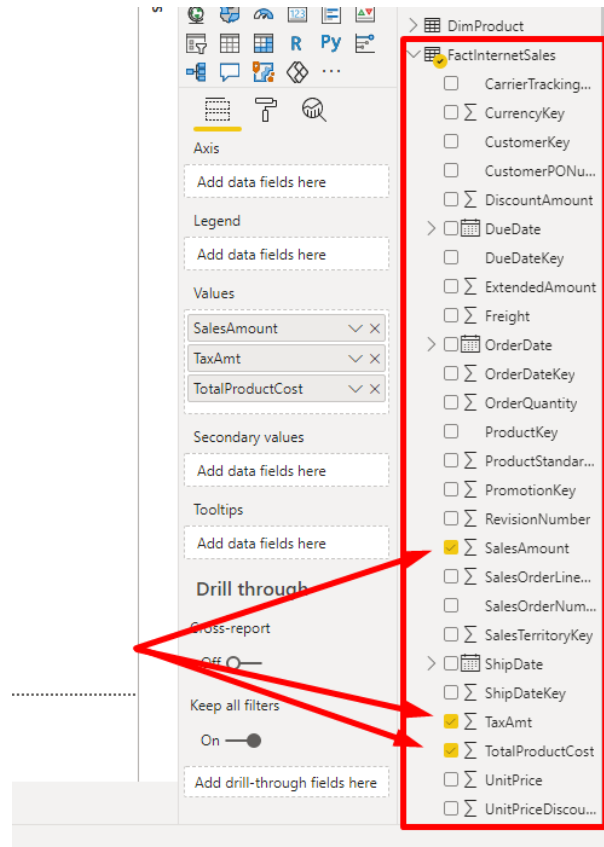 123
R
Py
Axis
Add data fields here
Legend
Add data fields here
Values
SalesAmount
TaxAmt
TotalProductCost
Secondary values
Add data fields here
Tooltips
Add data fields here
Drill through
Cross-report
Off
Keep all filters
On
Add drill-through fields here
DimProduct
FactInternetSales
CarrierTracking...
∑ CurrencyKey
CustomerKey
CustomerPONu...
∑ DiscountAmount
DueDate
DueDateKey
∑ ExtendedAmount
∑ Freight
OrderDate
∑ OrderDateKey
∑ OrderQuantity
ProductKey
∑ ProductStandar...
∑ PromotionKey
∑ RevisionNumber
∑ SalesAmount
∑ SalesOrderLine...
SalesOrderNum...
∑ SalesTerritoryKey
ShipDate
∑ ShipDateKey
∑ TaxAmt
∑ TotalProductCost
∑ UnitPrice
∑ UnitPriceDiscou...